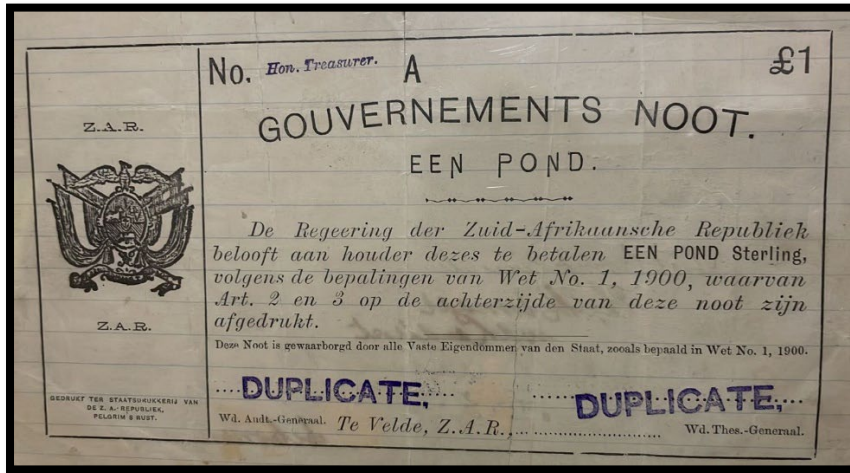 No. Hon. Treasurer. A £1
GOUVERNEMENTS NOOT.
EEN POND.
Z.A.R.
De Regeering der Zuid-Afrikaansche Republiek
belooft aan houder dezes te betalen EEN POND Sterling,
volgens de bepalingen van Wet No. 1, 1900, waarvan
Art. 2 en 3 op de achterzijde van deze noot zijn
afgedrukt.
Z.A.R.
Deze Noot is gewaarborgd door alle Vaste Eigendommen van den Staat, zooals bepaald in Wet No. 1, 1900.
GEDRUKT TER STAATSDRUKKERIJ VAN
DE Z. A. REPUBLIEK,
PELGRIM S RUST.
DUPLICATE, DUPLICATE,
Wd. Audt.-Generaal. Te Velde, Z.A.R., Wd. Thes.-Generaal.